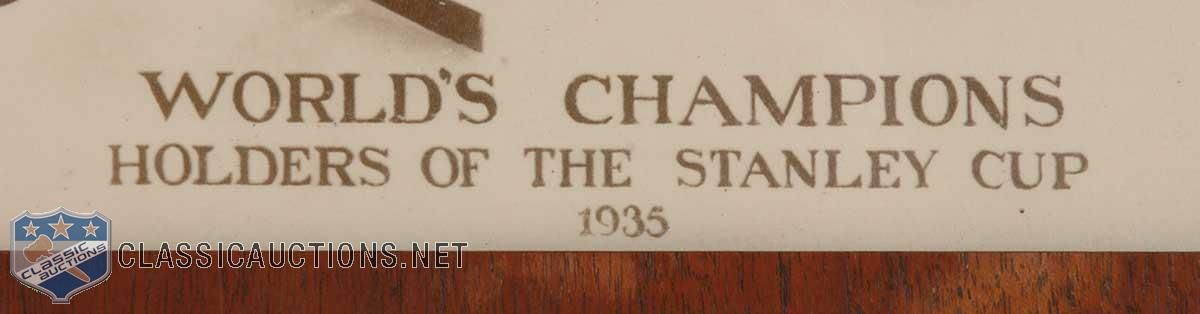 WORLD'S CHAMPIONS
HOLDERS OF THE STANLEY CUP
1935
CLASSIC AUCTIONS
CLASSICAUCTIONS.NET